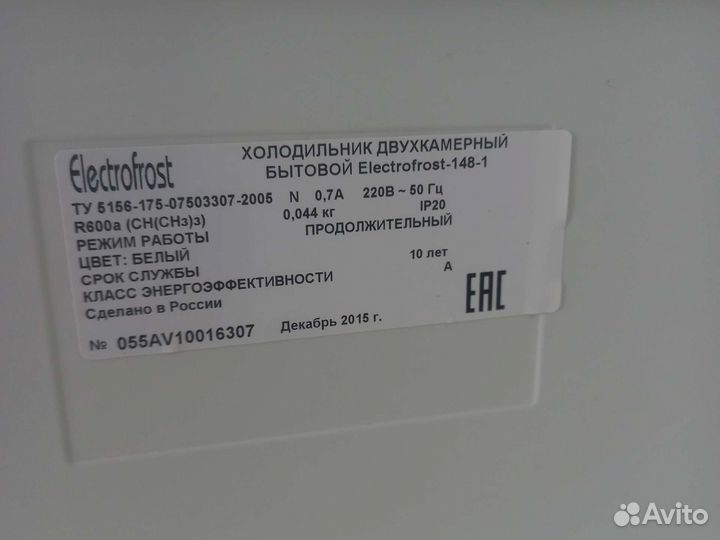 Electrofrost
ХОЛОДИЛЬНИК ДВУХКАМЕРНЫЙ
БЫТОВОЙ Electrofrost-148-1
ТУ 5156-175-07503307-2005 N 0,7А 220В ~ 50 Гц
R600a (CH(CH₃)₃) 0,044 кг IP20
РЕЖИМ РАБОТЫ ПРОДОЛЖИТЕЛЬНЫЙ
ЦВЕТ: БЕЛЫЙ
СРОК СЛУЖБЫ 10 лет
КЛАСС ЭНЕРГОЭФФЕКТИВНОСТИ А
Сделано в России
EAC
№ 055AV10016307 Декабрь 2015 г.
Avito